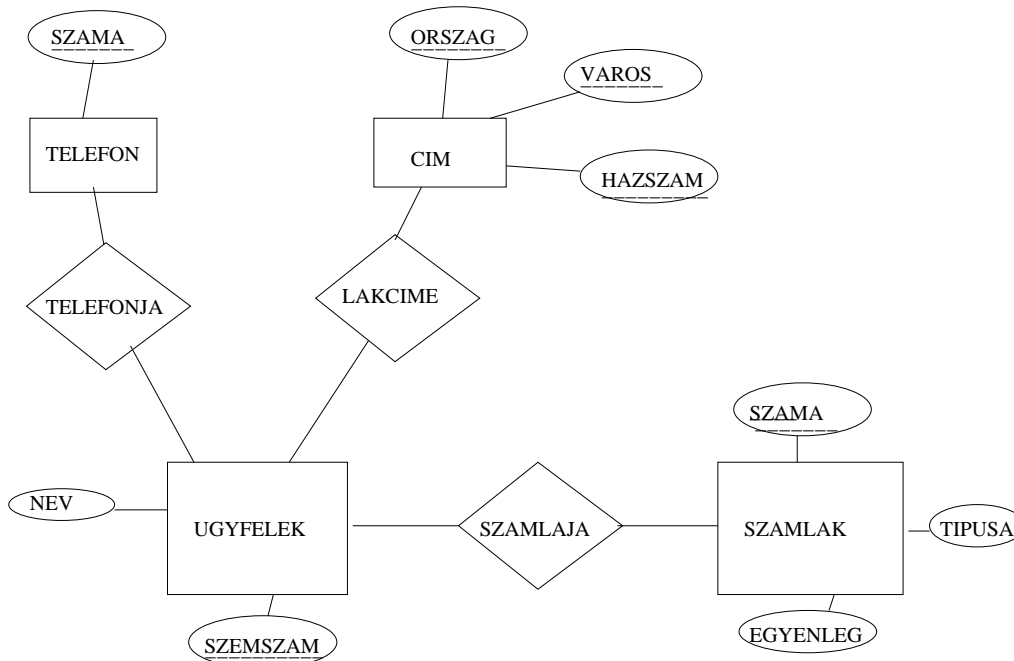 SZAMA
ORSZAG
VAROS
TELEFON
CIM
HAZSZAM
TELEFONJA
LAKCIME
SZAMA
NEV
UGYFELEK
SZAMLAJA
SZAMLAK
TIPUSA
SZEMSZAM
EGYENLEG